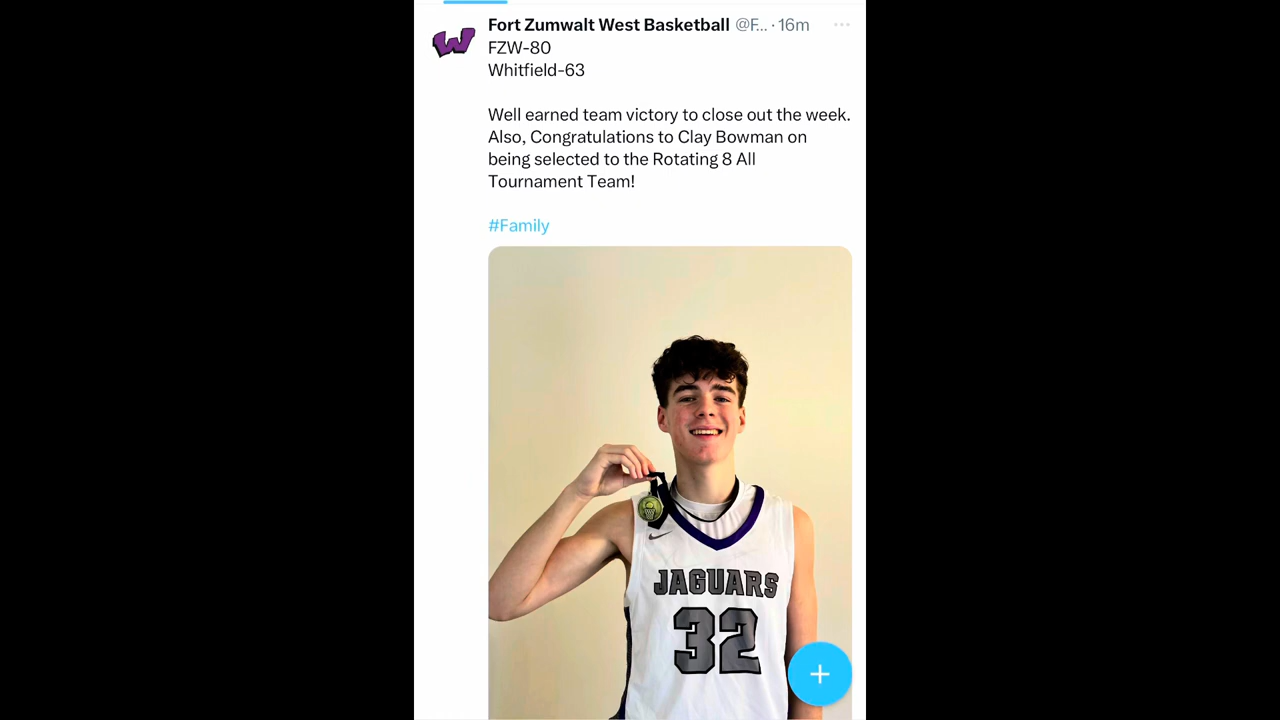 Fort Zumwalt West Basketball @F... · 16m
FZW-80
Whitfield-63
Well earned team victory to close out the week.
Also, Congratulations to Clay Bowman on
being selected to the Rotating 8 All
Tournament Team!
#Family
JAGUARS
32